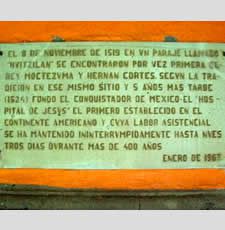 EL 8 DE NOVIEMBRE DE 1519 EN VN PARAJE LLAMADO
"HVITZILAN" SE ENCONTRARON POR VEZ PRIMERA
REY MOCTEZVMA Y HERNAN CORTES. SEGVN LA TRA
DICION EN ESE MISMO SITIO Y 5 AÑOS MAS TARDE
(1524) FONDO EL CONQUISTADOR DE MEXICO EL "HOS
PITAL DE JESVS" EL PRIMERO ESTABLECIDO EN EL
CONTINENTE AMERICANO Y CVYA LABOR ASISTENCIAL
SE HA MANTENIDO ININTERRVMPIDAMENTE HASTA NVES
TROS DIAS DVRANTE MAS DE 400 AÑOS
ENERO DE